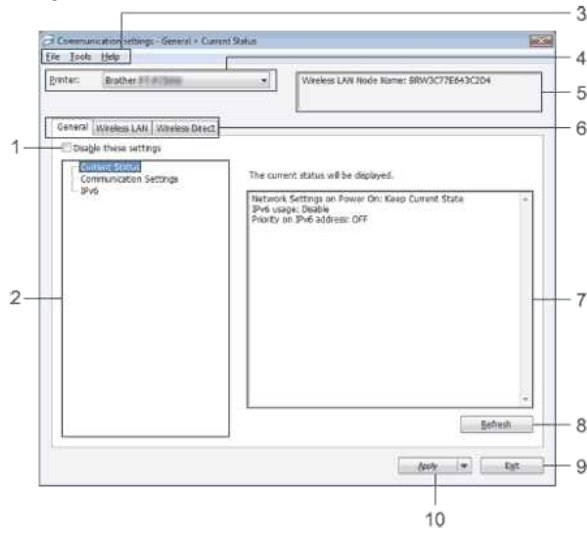 3
Communication settings - General > Current Status
File Tools Help
4
Printer: Brother
Wireless LAN Node Name: BRW3C77E643C2D4
5
General Wireless LAN Wireless Direct
6
1
Disable these settings
Current Status
Communication Settings
IPv6
The current status will be displayed.
Network Settings on Power On: Keep Current State
IPv6 usage: Disable
Priority on IPv6 address: OFF
2
7
Refresh
8
Apply
Exit
9
10